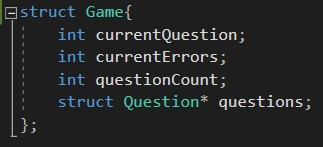 struct Game{
    int currentQuestion;
    int currentErrors;
    int questionCount;
    struct Question* questions;
};